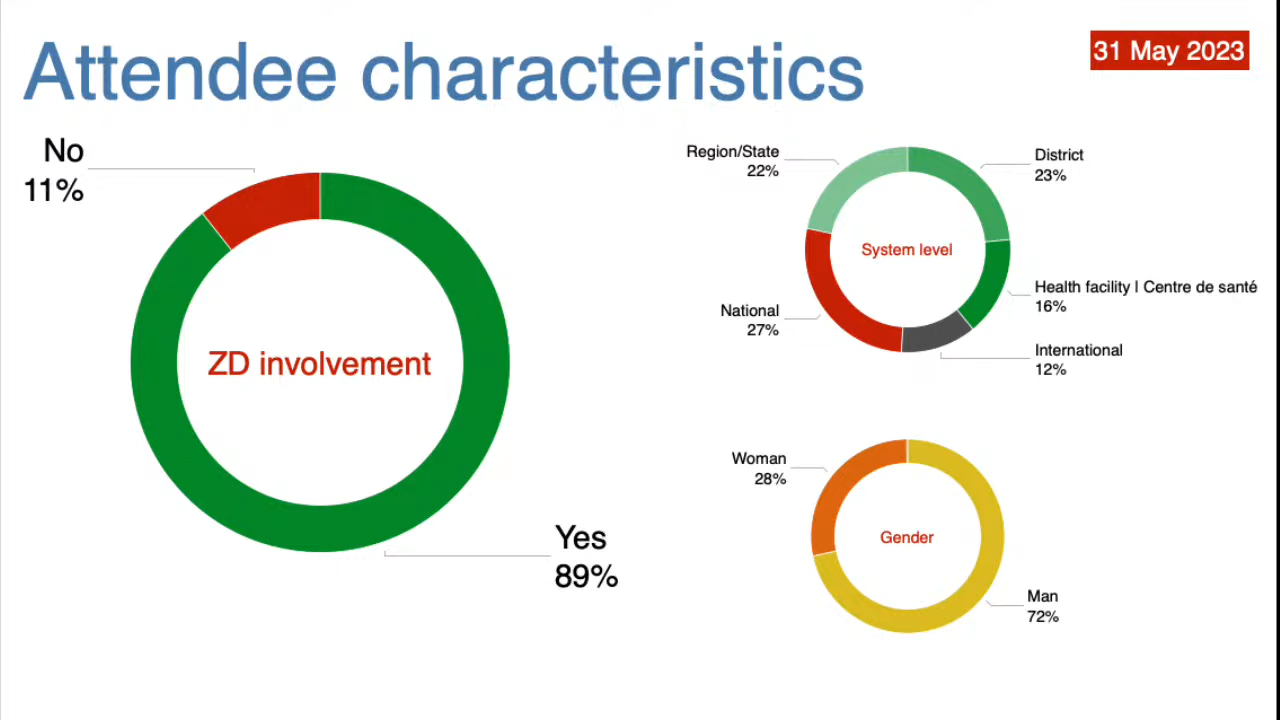 Attendee characteristics
31 May 2023
No
11%
ZD involvement
Yes
89%
Region/State
22%
District
23%
System level
Health facility | Centre de santé
16%
National
27%
International
12%
Woman
28%
Gender
Man
72%